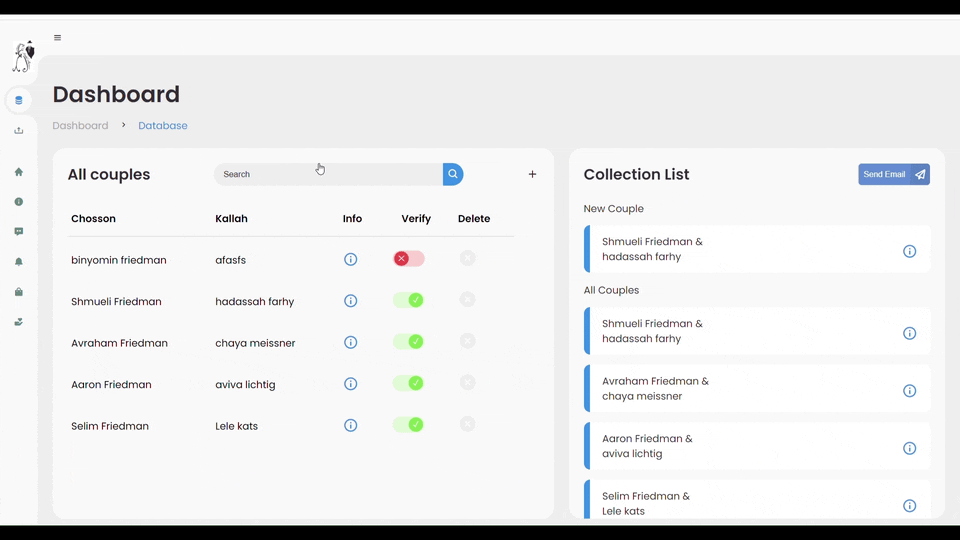 Dashboard
Dashboard > Database
All couples
Search
+
Chosson Kallah Info Verify Delete
binyomin friedman afasfs
Shmueli Friedman hadassah farhy
Avraham Friedman chaya meissner
Aaron Friedman aviva lichtig
Selim Friedman Lele kats
Collection List
Send Email
New Couple
Shmueli Friedman &
hadassah farhy
All Couples
Shmueli Friedman &
hadassah farhy
Avraham Friedman &
chaya meissner
Aaron Friedman &
aviva lichtig
Selim Friedman &
Lele kats